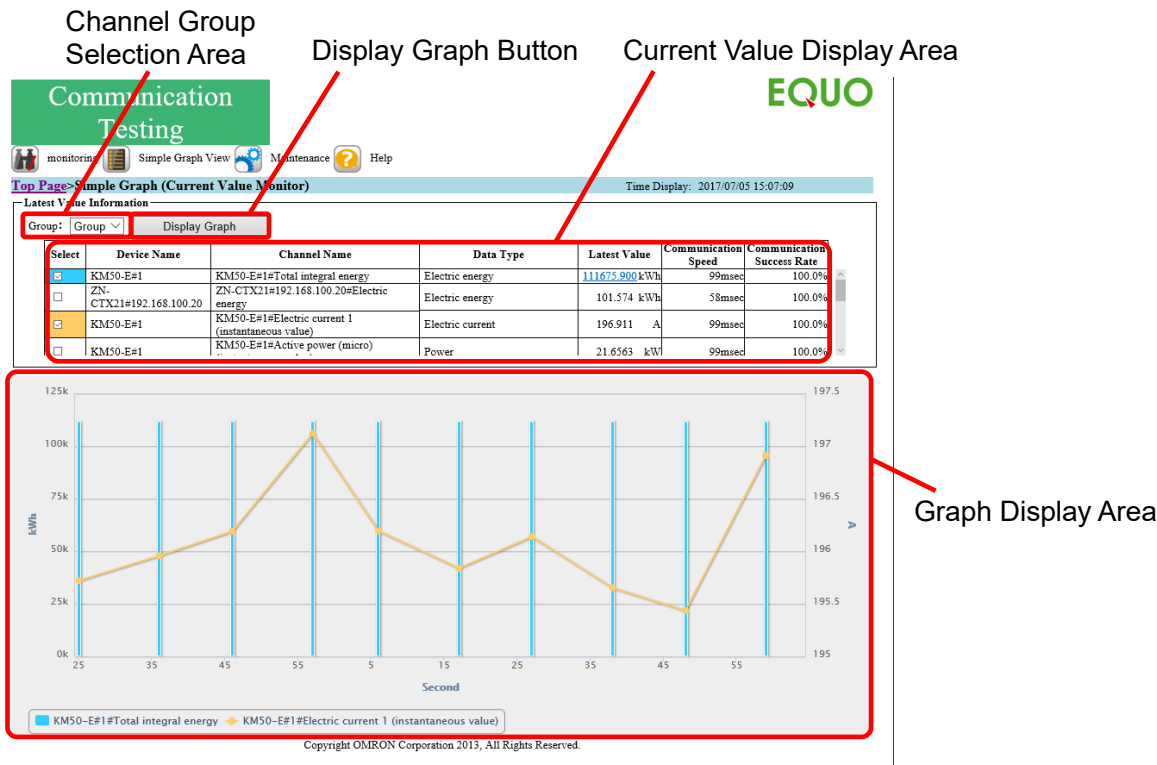 Channel Group
Selection Area
Display Graph Button
Current Value Display Area
Communication
Testing
EQUO
monitoring Simple Graph View Maintenance Help
Top Page>Simple Graph (Current Value Monitor) Time Display: 2017/07/05 15:07:09
Latest Value Information
Group: Group Display Graph
Select Device Name Channel Name Data Type Latest Value Communication Speed Communication Success Rate
KM50-E#1 KM50-E#1#Total integral energy Electric energy 111675.900 kWh 99msec 100.0%
ZN-CTX21#192.168.100.20 ZN-CTX21#192.168.100.20#Electric energy Electric energy 101.574 kWh 58msec 100.0%
KM50-E#1 KM50-E#1#Electric current 1 (instantaneous value) Electric current 196.911 A 99msec 100.0%
KM50-E#1 KM50-E#1#Active power (micro) Power 21.6563 kW 99msec 100.0%
125k 197.5
100k 197
75k 196.5
Graph Display Area
kWh A
50k 196
25k 195.5
0k 195
25 35 45 55 5 15 25 35 45 55
Second
KM50-E#1#Total integral energy KM50-E#1#Electric current 1 (instantaneous value)
Copyright OMRON Corporation 2013, All Rights Reserved.